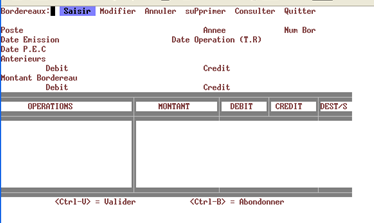 Bordereaux: Saisir Modifier Annuler suPprimer Consulter Quitter
Poste Annee Num Bor
Date Emission Date Operation (T.R)
Date P.E.C
Anterieurs
Debit Credit
Montant Bordereau
Debit Credit
OPERATIONS MONTANT DEBIT CREDIT DEST/S
<Ctrl-V> = Valider <Ctrl-B> = Abondonner